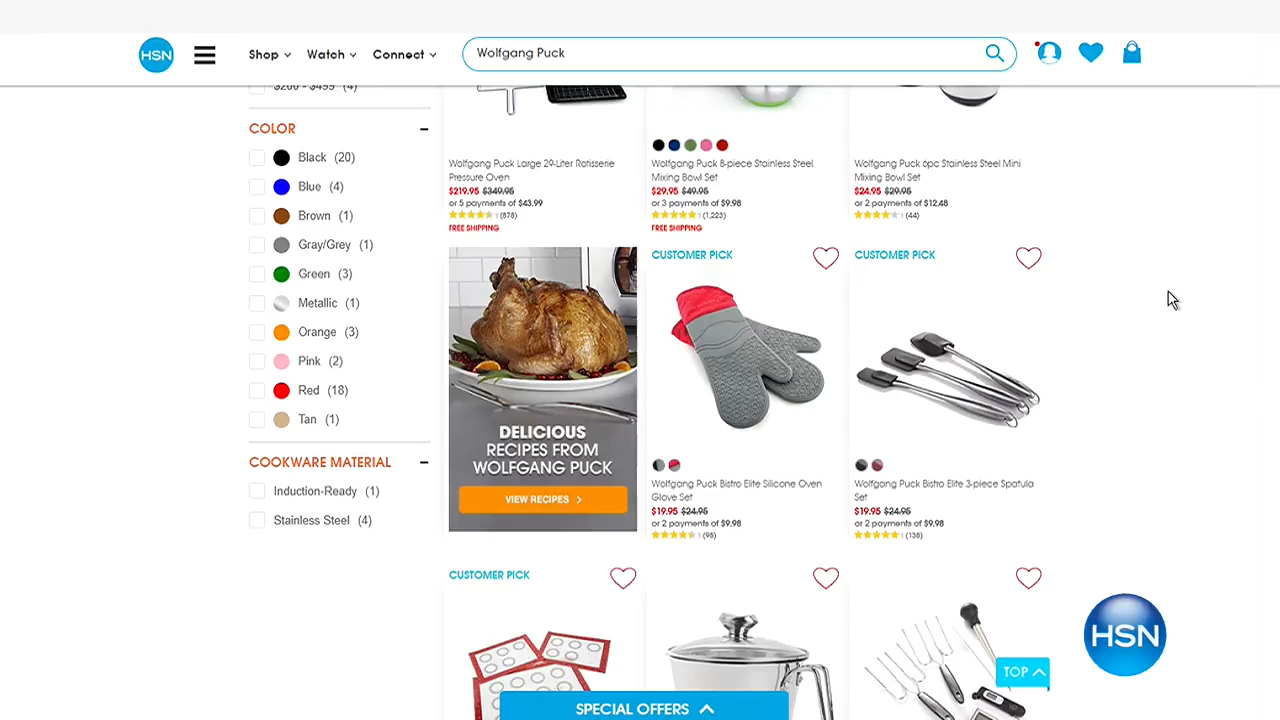 HSN
Shop
Watch
Connect
Wolfgang Puck
$200 - $499 (4)
COLOR
Black (20)
Blue (4)
Brown (1)
Gray/Grey (1)
Green (3)
Metallic (1)
Orange (3)
Pink (2)
Red (18)
Tan (1)
COOKWARE MATERIAL
Induction-Ready (1)
Stainless Steel (4)
Wolfgang Puck Large 29-Liter Rotisserie
Pressure Oven
$219.95 $349.95
or 5 payments of $43.99
(878)
FREE SHIPPING
Wolfgang Puck 8-piece Stainless Steel
Mixing Bowl Set
$29.95 $49.95
or 3 payments of $9.98
(1,223)
FREE SHIPPING
Wolfgang Puck 6pc Stainless Steel Mini
Mixing Bowl Set
$24.95 $29.95
or 2 payments of $12.48
(44)
DELICIOUS
RECIPES FROM
WOLFGANG PUCK
VIEW RECIPES >
CUSTOMER PICK
Wolfgang Puck Bistro Elite Silicone Oven
Glove Set
$19.95 $24.95
or 2 payments of $9.98
(98)
CUSTOMER PICK
Wolfgang Puck Bistro Elite 3-piece Spatula
Set
$19.95 $24.95
or 2 payments of $9.98
(138)
CUSTOMER PICK
TOP
HSN
SPECIAL OFFERS